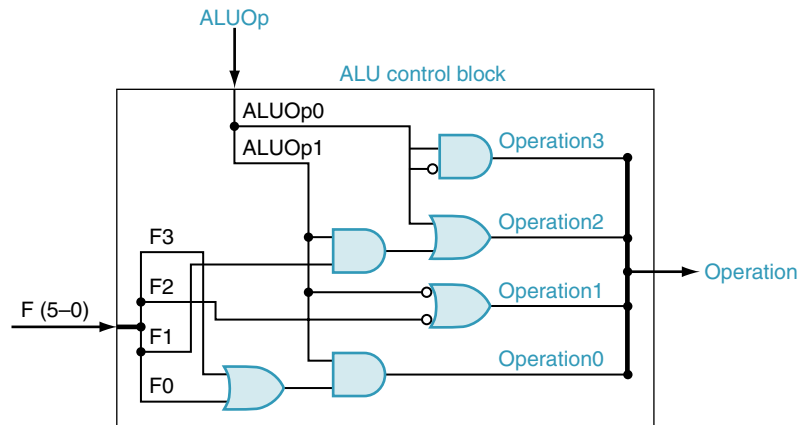 ALUOp
ALU control block
ALUOp0
ALUOp1
Operation3
Operation2
F3
F2
F (5–0)
F1
F0
Operation1
Operation
Operation0